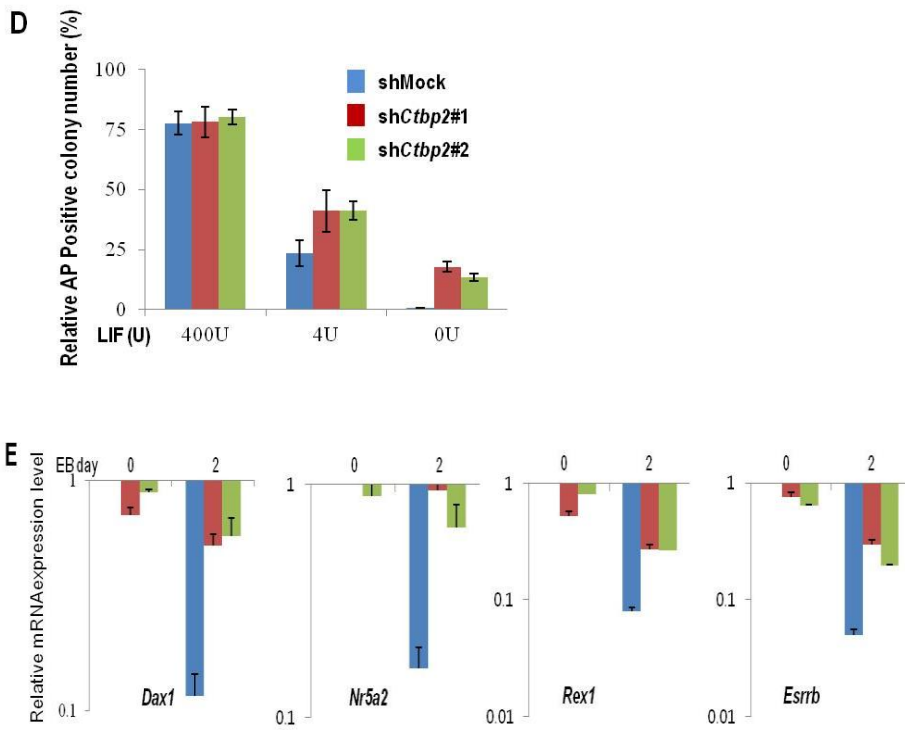 D
Relative AP Positive colony number (%)
100
75
50
25
0
shMock
shCtbp2#1
shCtbp2#2
LIF (U)
400U
4U
0U
E
Relative mRNAexpression level
EB day
0
2
1
0.1
Dax1
0
2
1
0.1
Nr5a2
0
2
1
0.1
0.01
Rex1
0
2
1
0.1
0.01
Esrrb